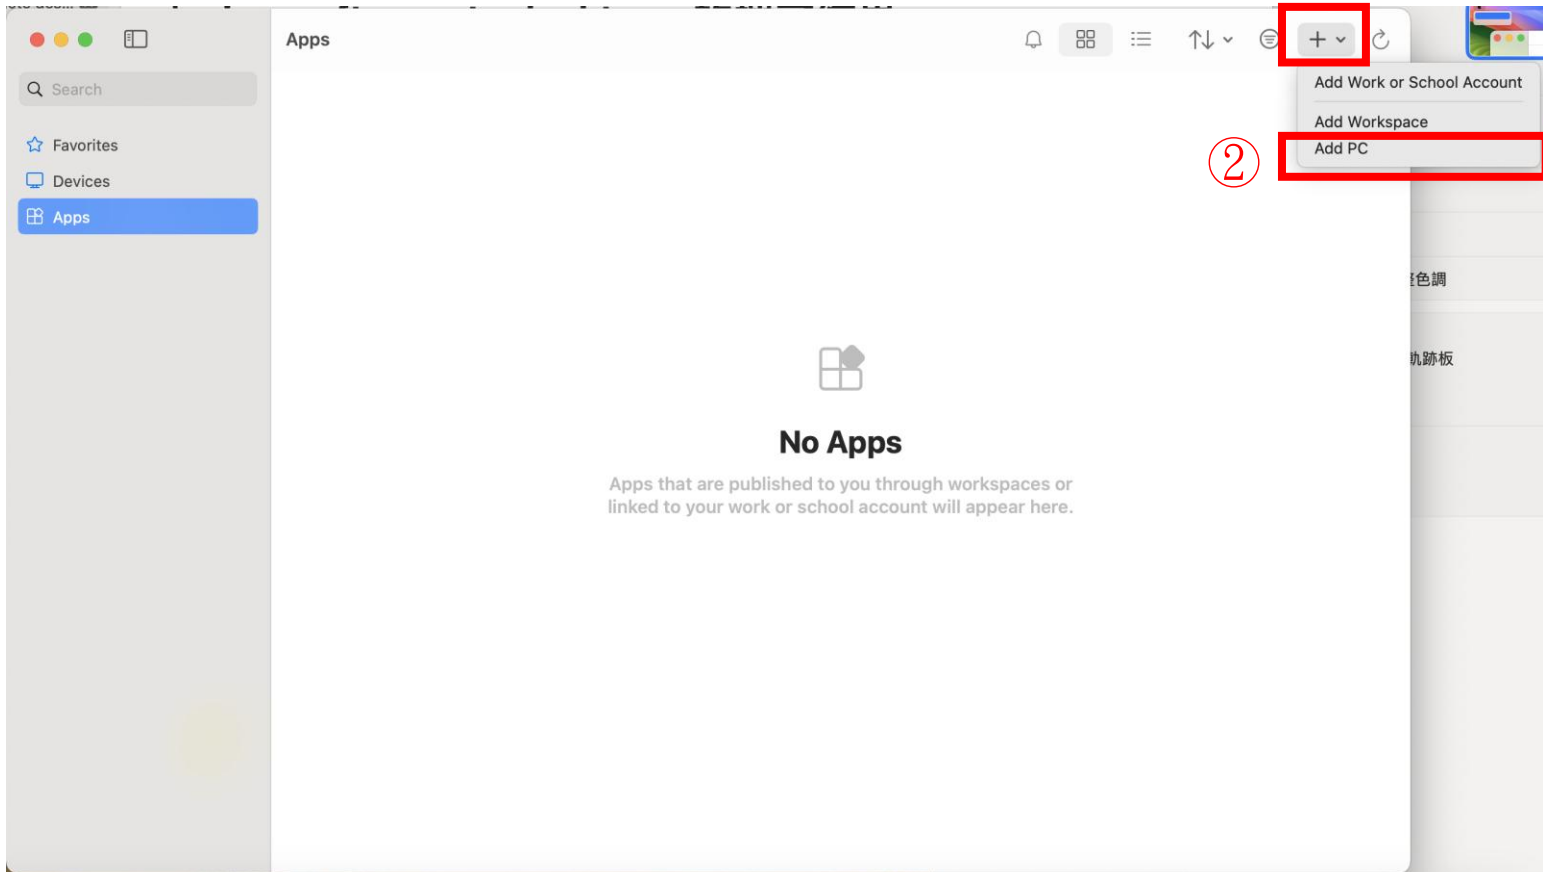 Apps
Search
Favorites
Devices
Apps
Add Work or School Account
Add Workspace
Add PC
②
色調
軌跡板
No Apps
Apps that are published to you through workspaces or
linked to your work or school account will appear here.